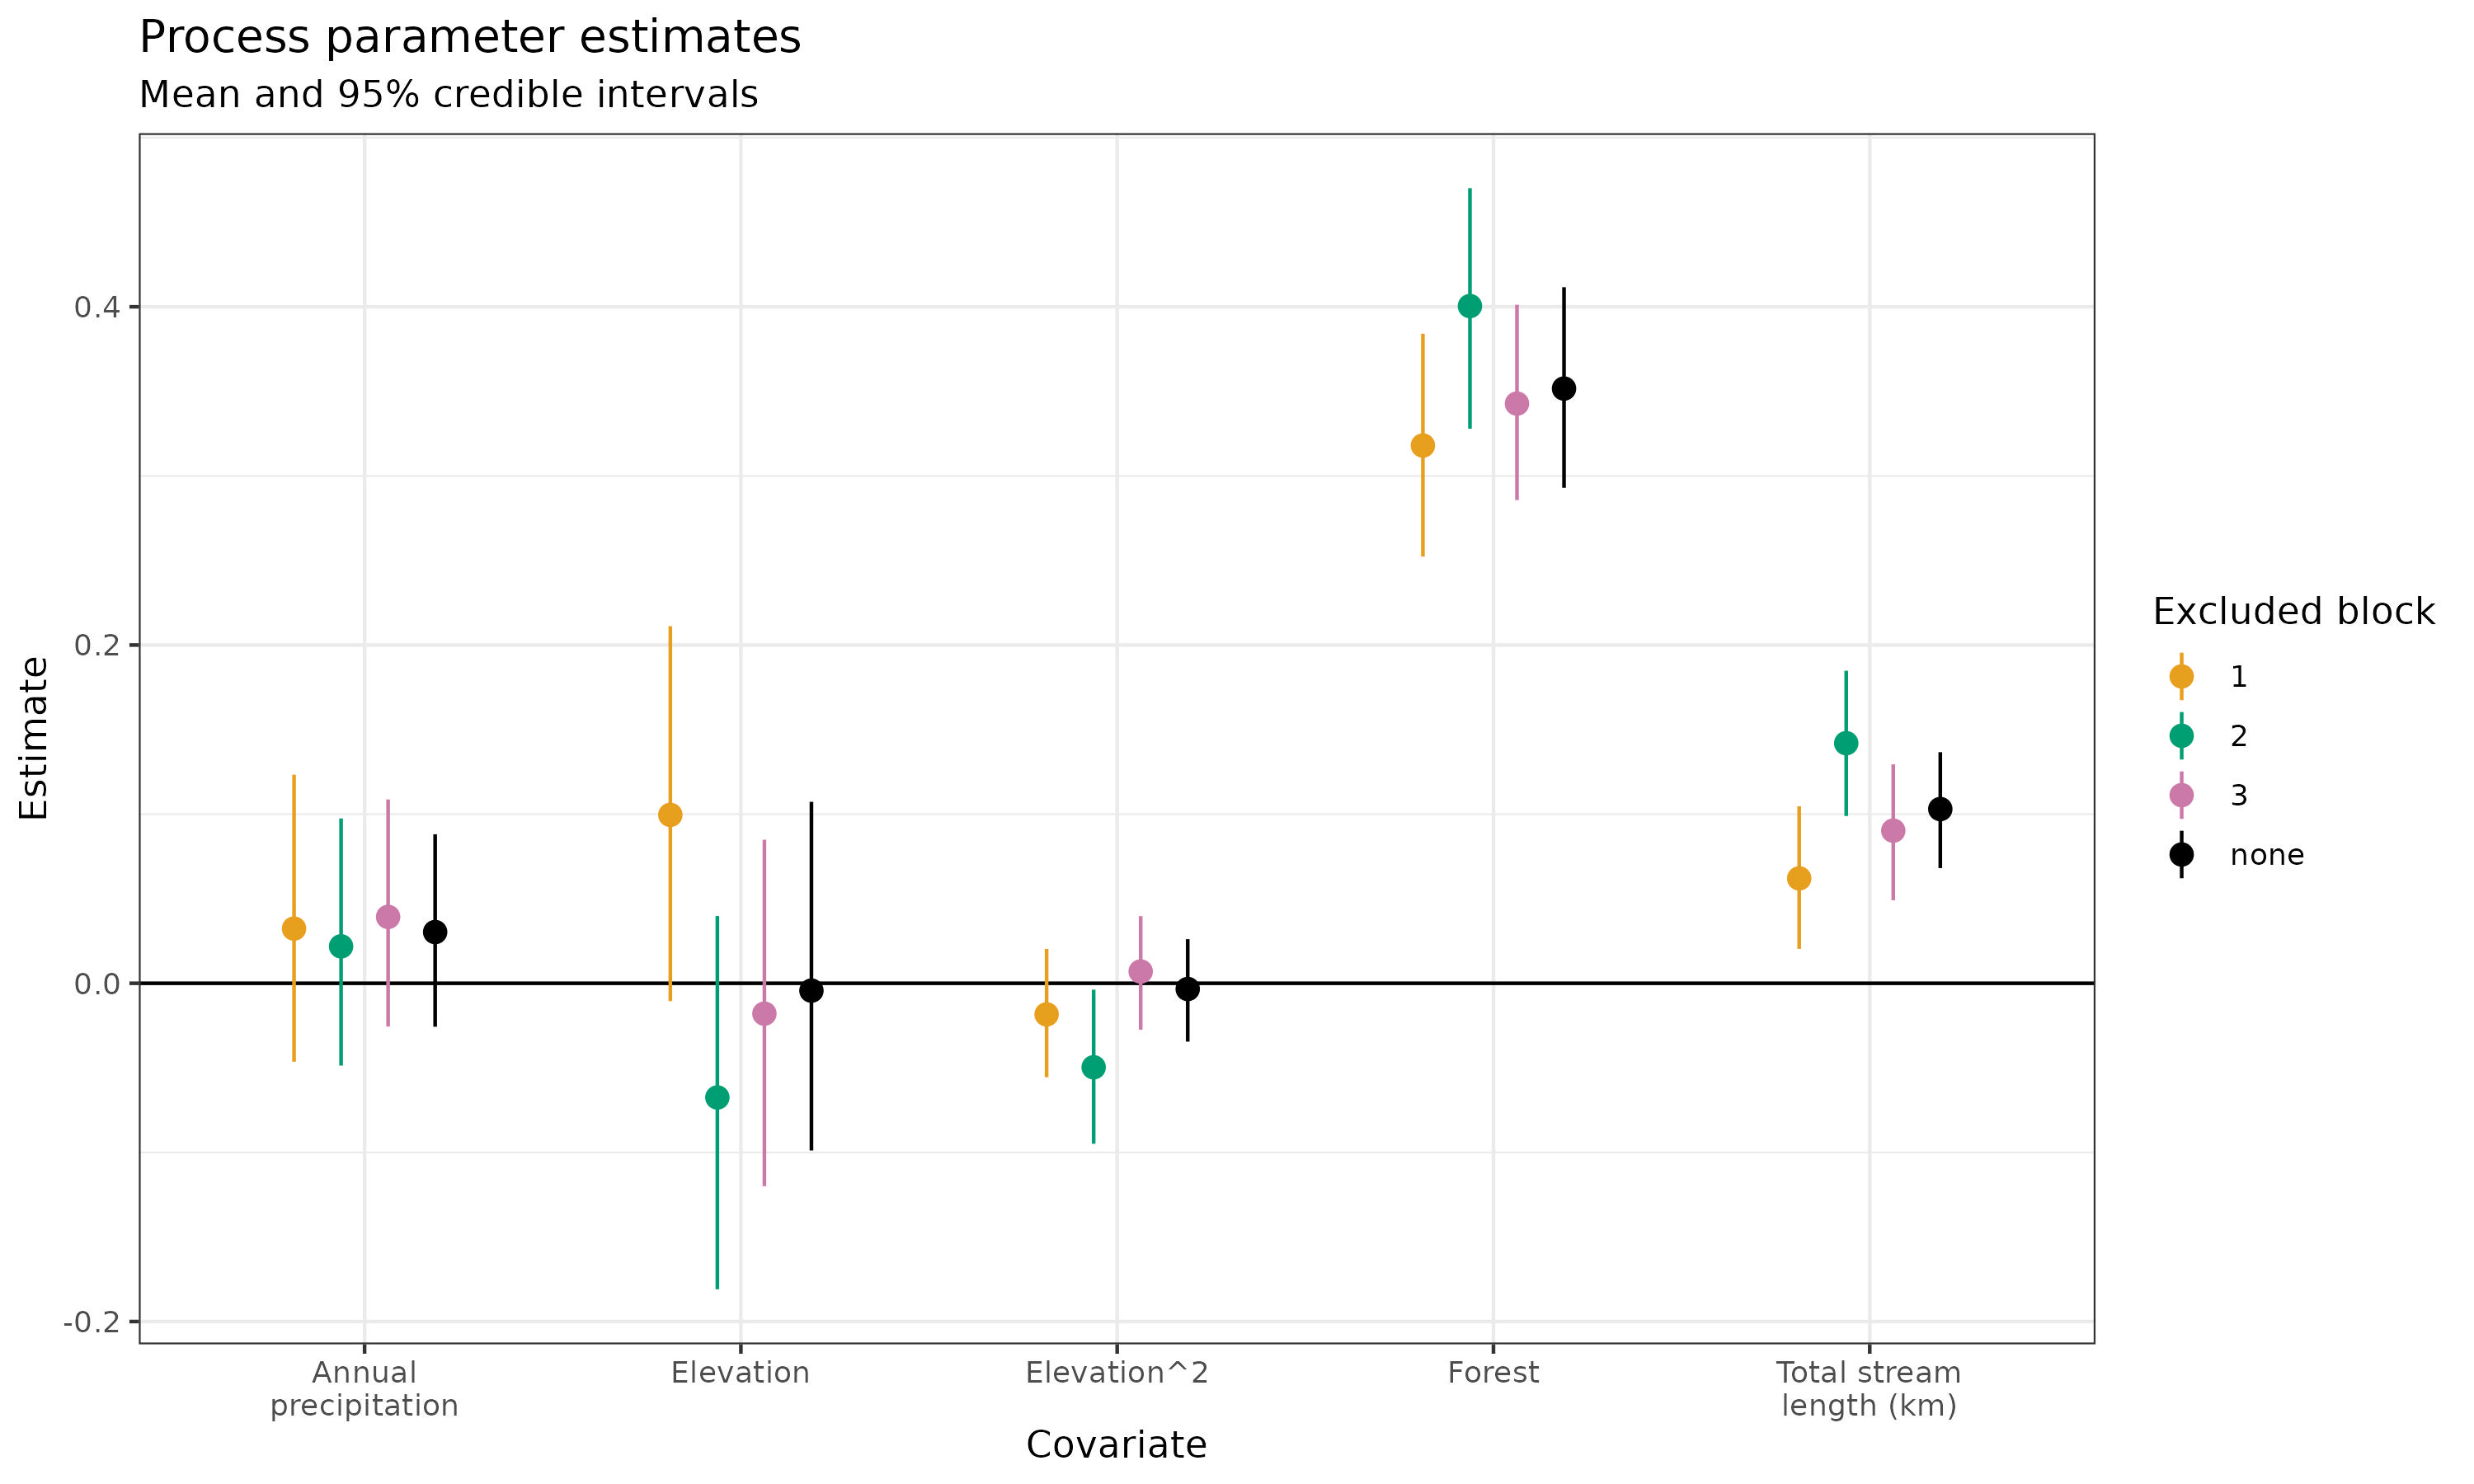 Process parameter estimates
Mean and 95% credible intervals
Estimate
0.4
0.2
0.0
-0.2
Annual
precipitation
Elevation
Elevation^2
Forest
Total stream
length (km)
Covariate
Excluded block
1
2
3
none